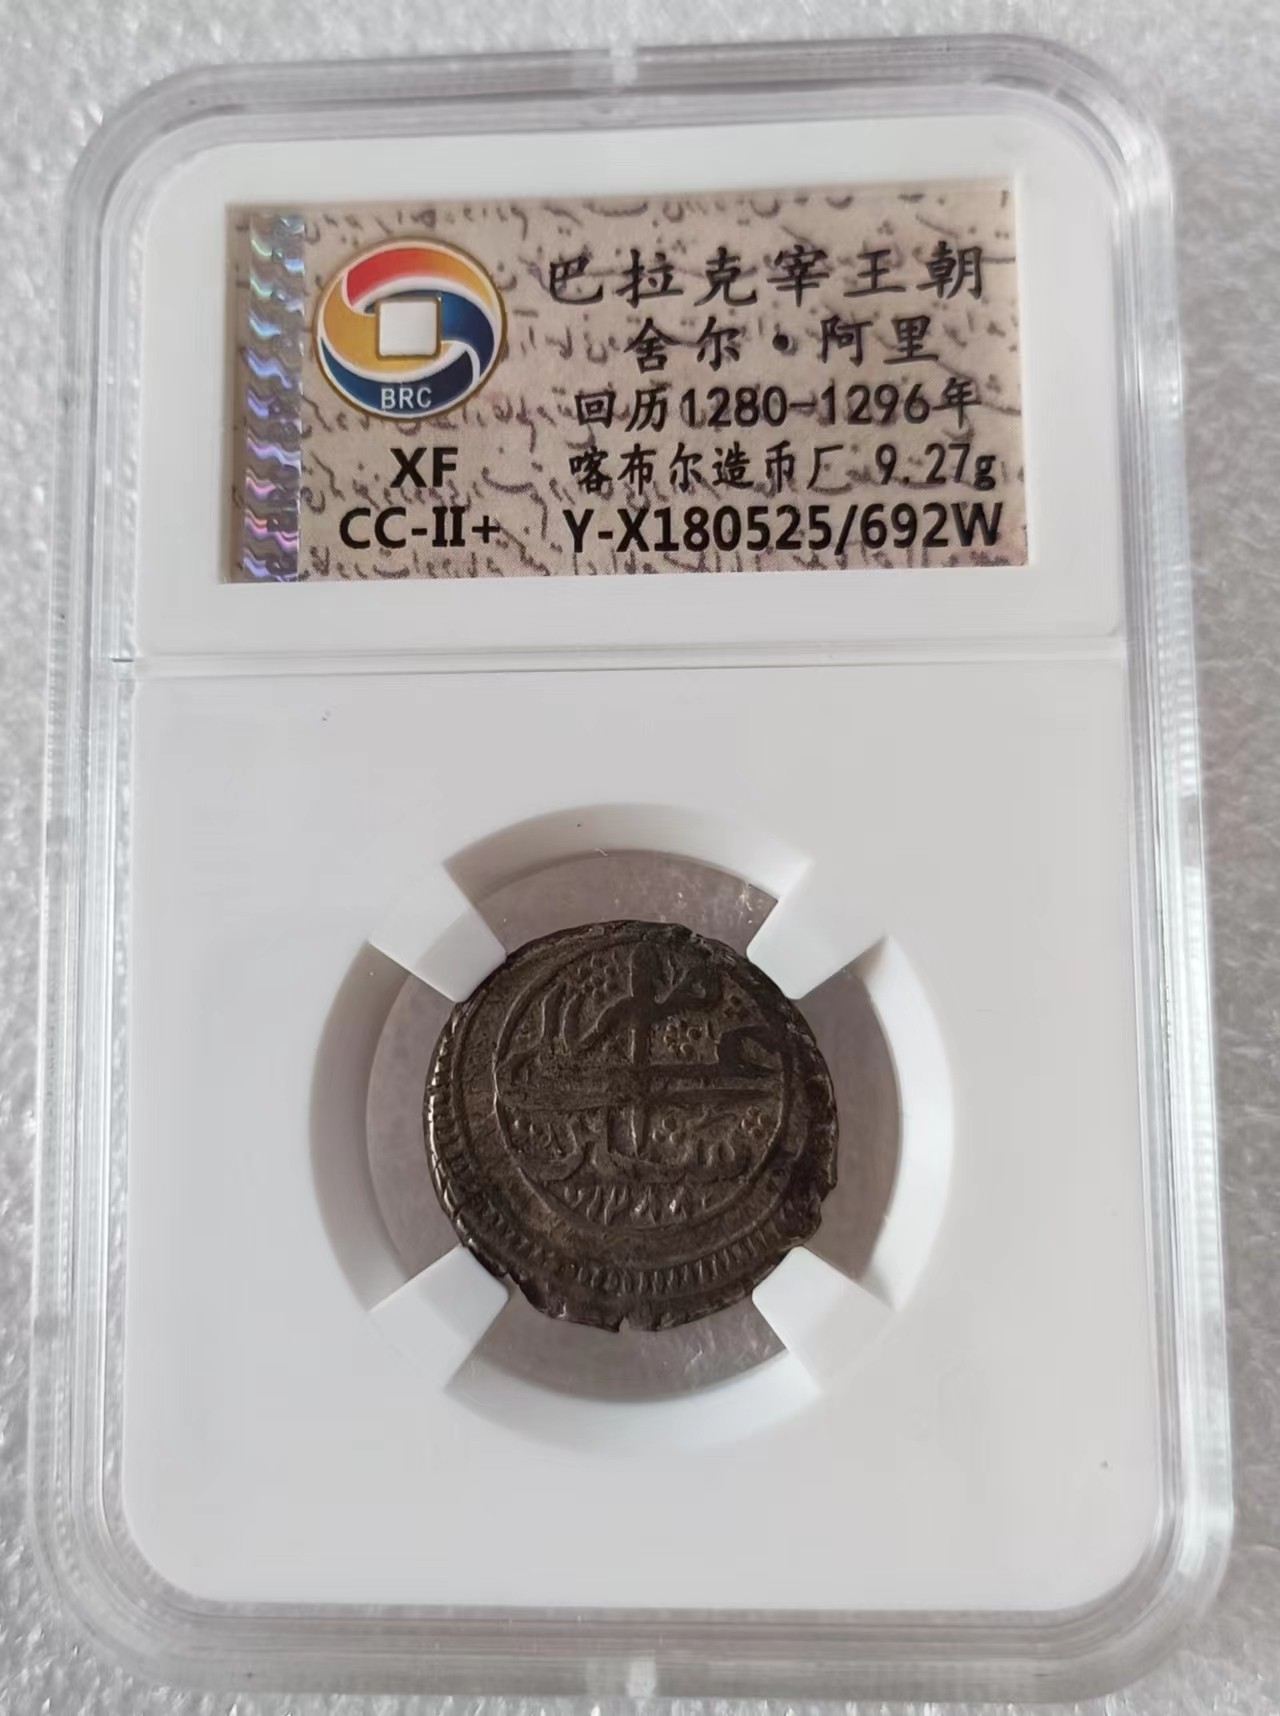 巴拉克宰王朝
舍尔·阿里
回历1280-1296年
喀布尔造币厂 9.27g
BRC
XF
CC-II+ Y-X180525/692W